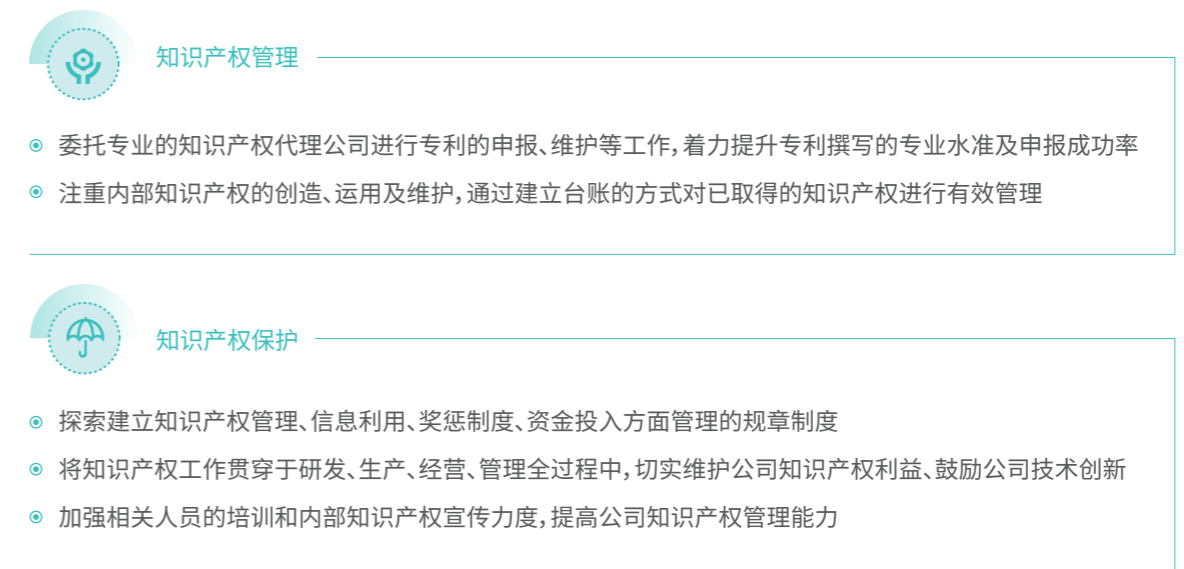 知识产权管理
委托专业的知识产权代理公司进行专利的申报、维护等工作，着力提升专利撰写的专业水准及申报成功率
注重内部知识产权的创造、运用及维护，通过建立台账的方式对已取得的知识产权进行有效管理
知识产权保护
探索建立知识产权管理、信息利用、奖惩制度、资金投入方面管理的规章制度
将知识产权工作贯穿于研发、生产、经营、管理全过程中，切实维护公司知识产权利益、鼓励公司技术创新
加强相关人员的培训和内部知识产权宣传力度，提高公司知识产权管理能力